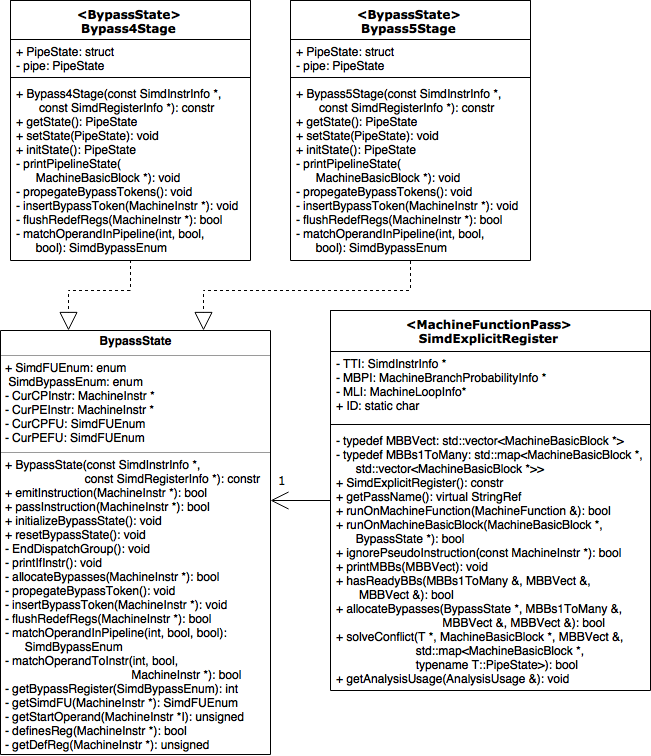 <BypassState>
Bypass4Stage
+ PipeState: struct
- pipe: PipeState
+ Bypass4Stage(const SimdInstrInfo *,
const SimdRegisterInfo *): constr
+ getState(): PipeState
+ setState(PipeState): void
+ initState(): PipeState
- printPipelineState(
MachineBasicBlock *): void
- propegateBypassTokens(): void
- insertBypassToken(MachineInstr *): void
- flushRedefRegs(MachineInstr *): bool
- matchOperandInPipeline(int, bool,
bool): SimdBypassEnum
<BypassState>
Bypass5Stage
+ PipeState: struct
- pipe: PipeState
+ Bypass5Stage(const SimdInstrInfo *,
const SimdRegisterInfo *): constr
+ getState(): PipeState
+ setState(PipeState): void
+ initState(): PipeState
- printPipelineState(
MachineBasicBlock *): void
- propegateBypassTokens(): void
- insertBypassToken(MachineInstr *): void
- flushRedefRegs(MachineInstr *): bool
- matchOperandInPipeline(int, bool,
bool): SimdBypassEnum
BypassState
+ SimdFUEnum: enum
SimdBypassEnum: enum
- CurCPInstr: MachineInstr *
- CurPEInstr: MachineInstr *
- CurCPFU: SimdFUEnum
- CurPEFU: SimdFUEnum
+ BypassState(const SimdInstrInfo *,
const SimdRegisterInfo *): constr
+ emitInstruction(MachineInstr *): bool
+ passInstruction(MachineInstr *): bool
+ initializeBypassState(): void
+ resetBypassState(): void
- EndDispatchGroup(): void
- printIfInstr(): void
- allocateBypasses(MachineInstr *): bool
- propegateBypassToken(): void
- insertBypassToken(MachineInstr *): void
- flushRedefRegs(MachineInstr *): bool
- matchOperandInPipeline(int, bool, bool):
SimdBypassEnum
- matchOperandToInstr(int, bool,
MachineInstr *): bool
- getBypassRegister(SimdBypassEnum): int
- getSimdFU(MachineInstr *): SimdFUEnum
- getStartOperand(MachineInstr *I): unsigned
- definesReg(MachineInstr *): bool
- getDefReg(MachineInstr *): unsigned
1
<MachineFunctionPass>
SimdExplicitRegister
- TTI: SimdInstrInfo *
- MBPI: MachineBranchProbabilityInfo *
- MLI: MachineLoopInfo*
+ ID: static char
- typedef MBBVect: std::vector<MachineBasicBlock *>
- typedef MBBs1ToMany: std::map<MachineBasicBlock *,
std::vector<MachineBasicBlock *>>
+ SimdExplicitRegister(): constr
+ getPassName(): virtual StringRef
+ runOnMachineFunction(MachineFunction &): bool
+ runOnMachineBasicBlock(MachineBasicBlock *,
BypassState *): bool
+ ignorePseudoInstruction(const MachineInstr *): bool
+ printMBBs(MBBVect): void
+ hasReadyBBs(MBBs1ToMany &, MBBVect &,
MBBVect &): bool
+ allocateBypasses(BypassState *, MBBs1ToMany &,
MBBVect &, MBBVect &): bool
+ solveConflict(T *, MachineBasicBlock *, MBBVect &,
std::map<MachineBasicBlock *,
typename T::PipeState>): bool
+ getAnalysisUsage(AnalysisUsage &): void